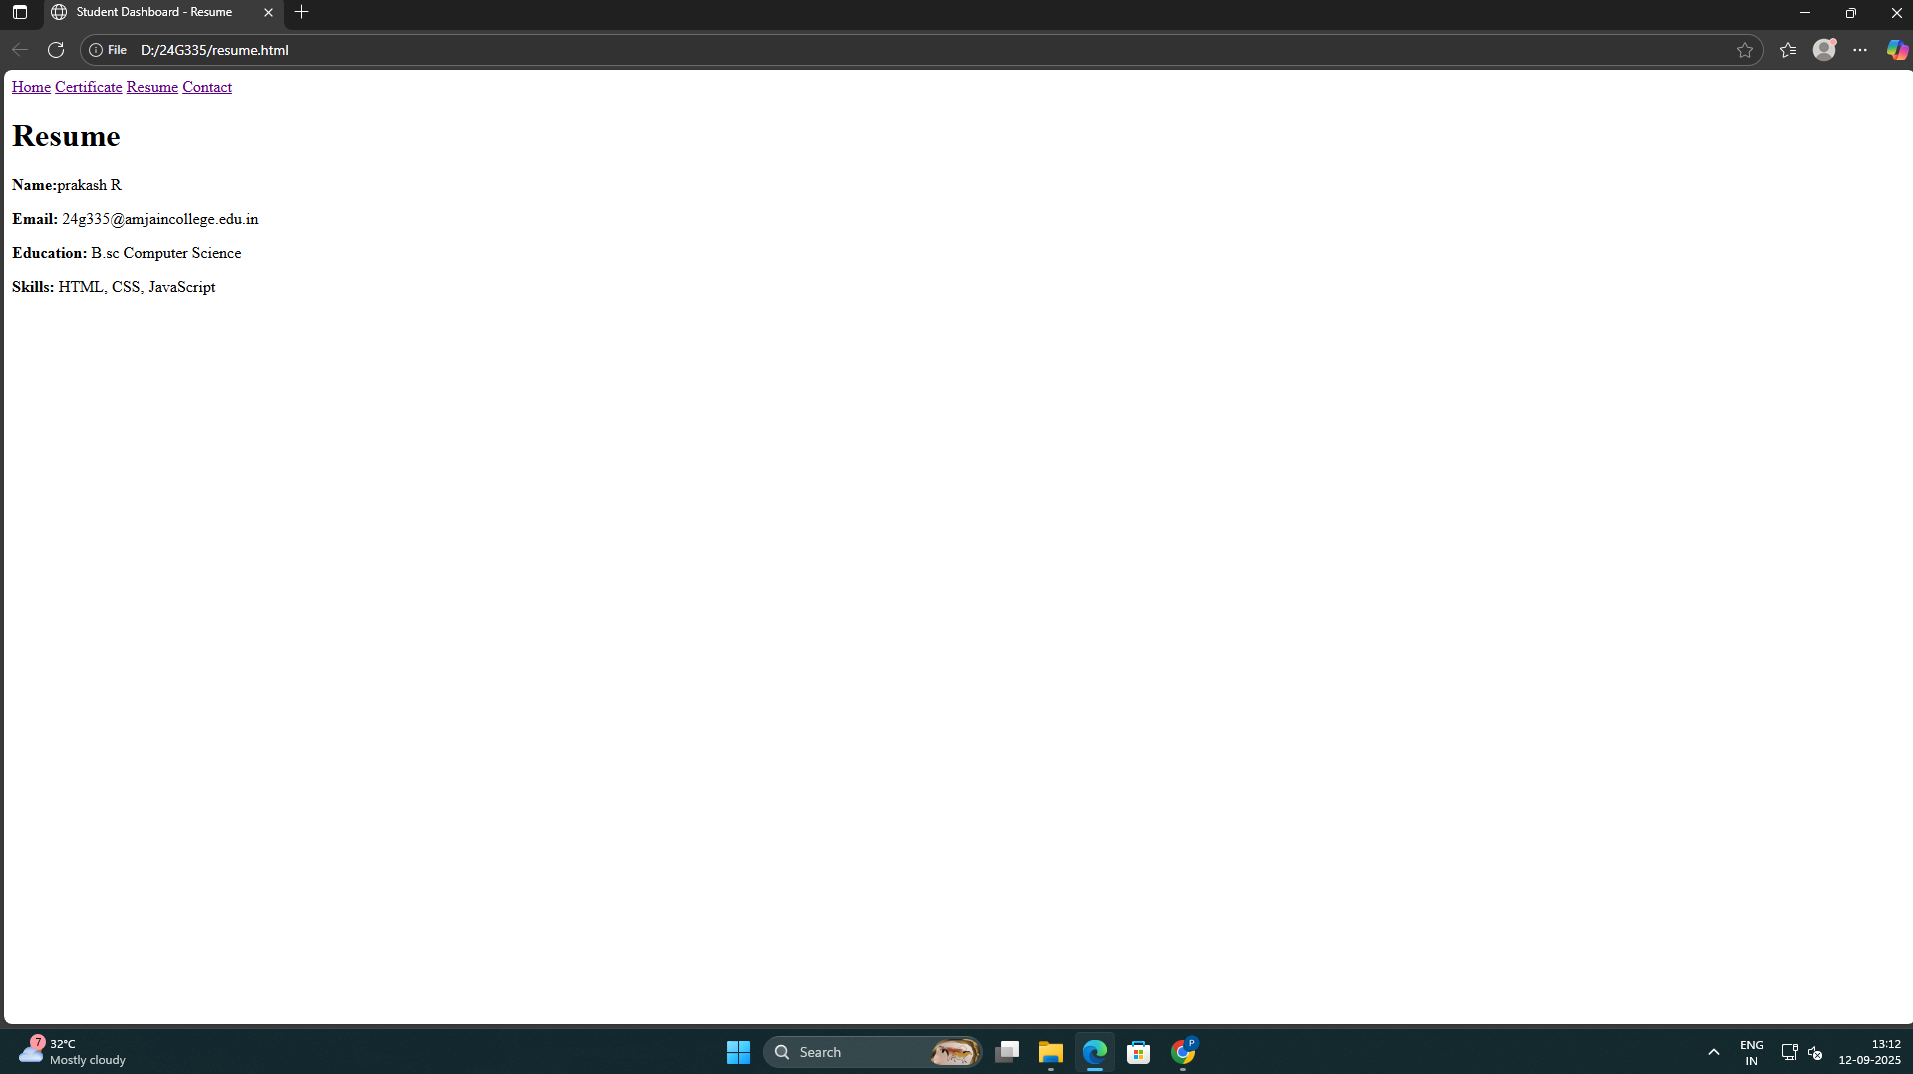 Student Dashboard - Resume
File D:/24G335/resume.html
Home Certificate Resume Contact
Resume
Name:prakash R
Email: 24g335@amjaincollege.edu.in
Education: B.sc Computer Science
Skills: HTML, CSS, JavaScript
7
32°C
Mostly cloudy
Search
P
ENG
IN
13:12
12-09-2025